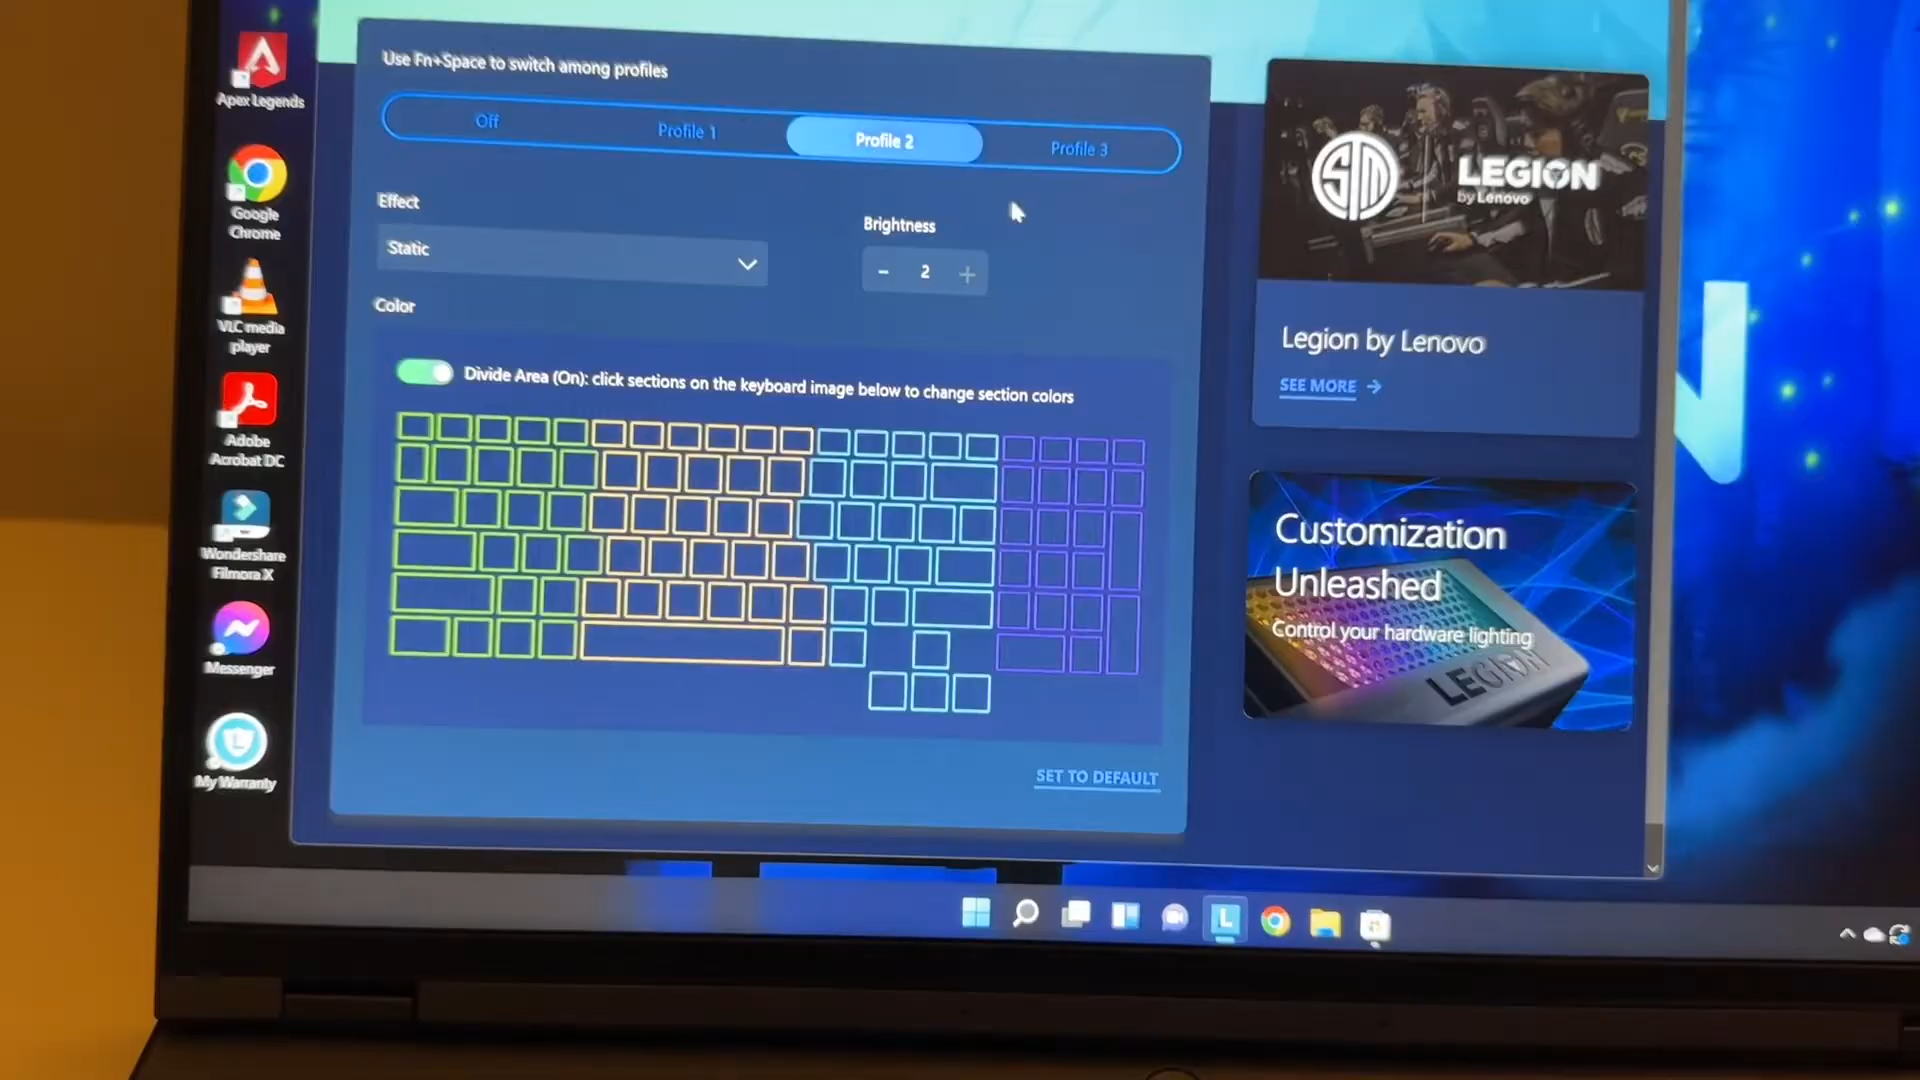 Apex Legends
Google
Chrome
VLC media
player
Adobe
Acrobat DC
Wondershare
Filmora X
Messenger
My Warranty
Use Fn+Space to switch among profiles
Off
Profile 1
Profile 2
Profile 3
Effect
Static
Brightness
- 2 +
Color
Divide Area (On): click sections on the keyboard image below to change section colors
SET TO DEFAULT
LEGION
by Lenovo
Legion by Lenovo
SEE MORE →
Customization
Unleashed
Control your hardware lighting
LEGION
N
L